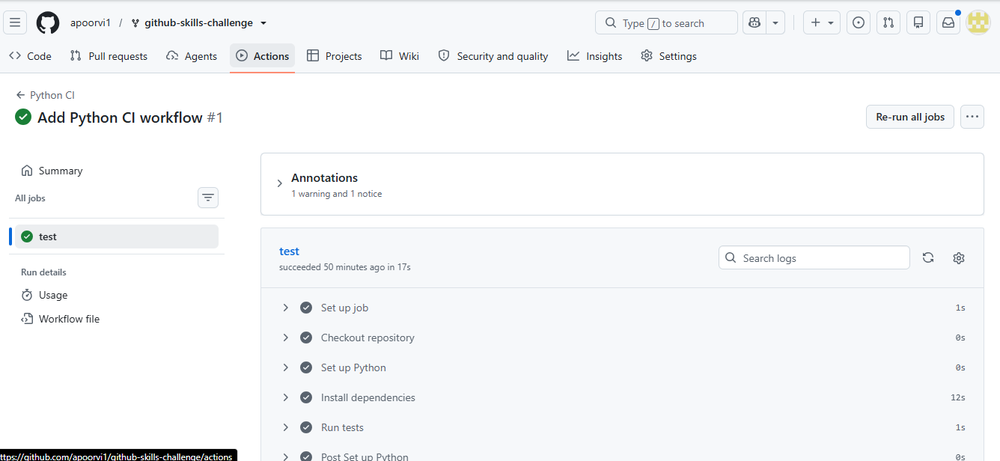 apoorvi1 / github-skills-challenge
Type / to search
Code Pull requests Agents Actions Projects Wiki Security and quality Insights Settings
Python CI
Add Python CI workflow #1
Re-run all jobs
Summary
All jobs
test
Run details
Usage
Workflow file
Annotations
1 warning and 1 notice
test
succeeded 50 minutes ago in 17s
Search logs
Set up job 1s
Checkout repository 0s
Set up Python 0s
Install dependencies 12s
Run tests 1s
Post Set up Python 0s
ttps://github.com/apoorvi1/github-skills-challenge/actions